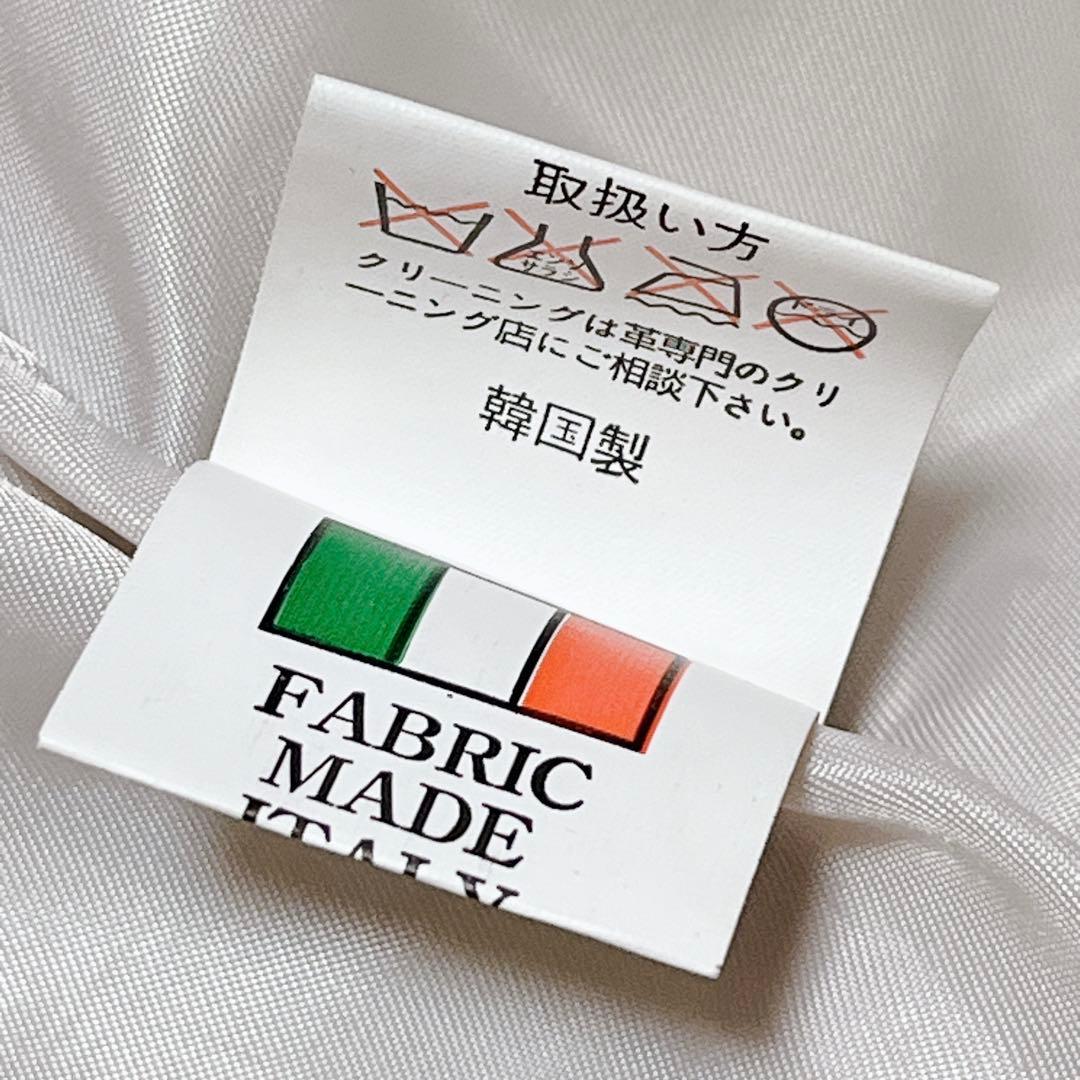 取扱い方
エンソ
サラシ
ドライ
クリーニングは革専門のクリ
ーニング店にご相談下さい。
韓国製
FABRIC
MADE
ITALY